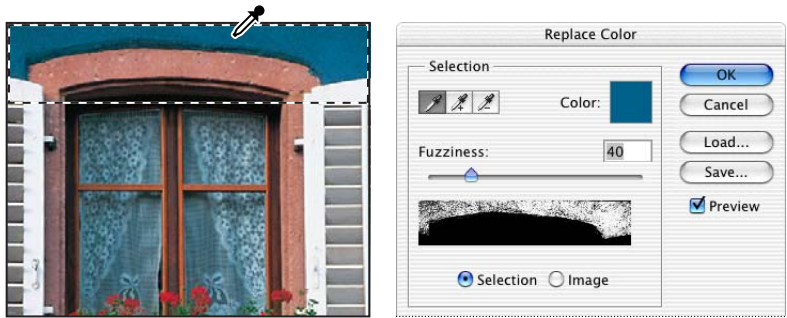 Replace Color
Selection
Color:
Fuzziness:
40
Selection
Image
OK
Cancel
Load...
Save...
Preview